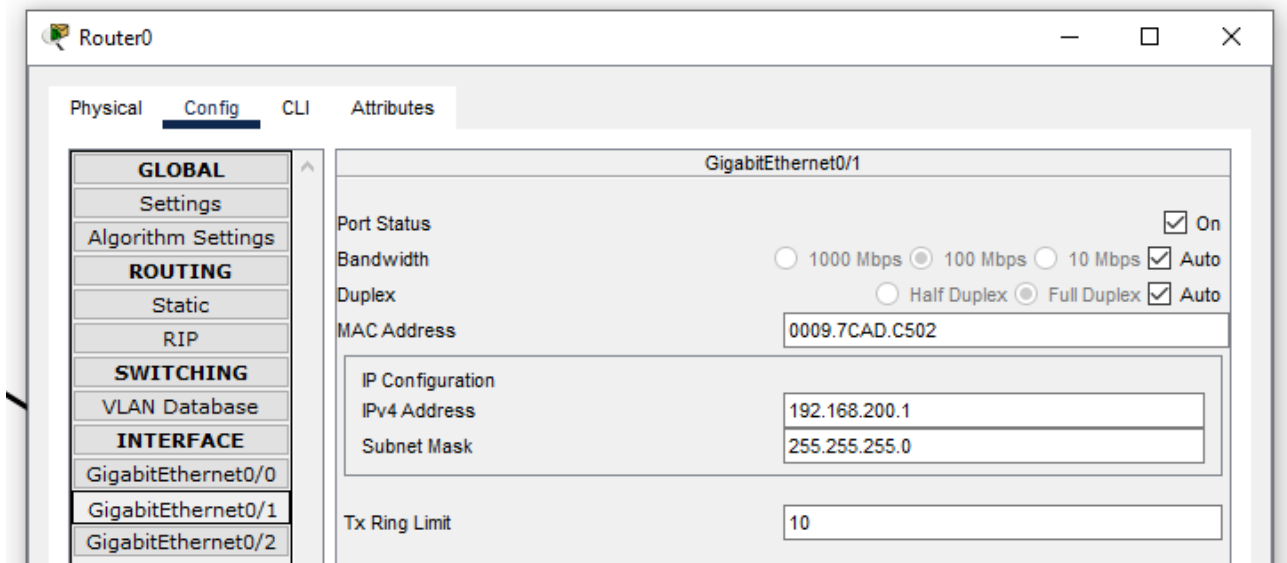 Router0
Physical Config CLI Attributes
GLOBAL
Settings
Algorithm Settings
ROUTING
Static
RIP
SWITCHING
VLAN Database
INTERFACE
GigabitEthernet0/0
GigabitEthernet0/1
GigabitEthernet0/2
GigabitEthernet0/1
Port Status On
Bandwidth 1000 Mbps 100 Mbps 10 Mbps Auto
Duplex Half Duplex Full Duplex Auto
MAC Address 0009.7CAD.C502
IP Configuration
IPv4 Address 192.168.200.1
Subnet Mask 255.255.255.0
Tx Ring Limit 10